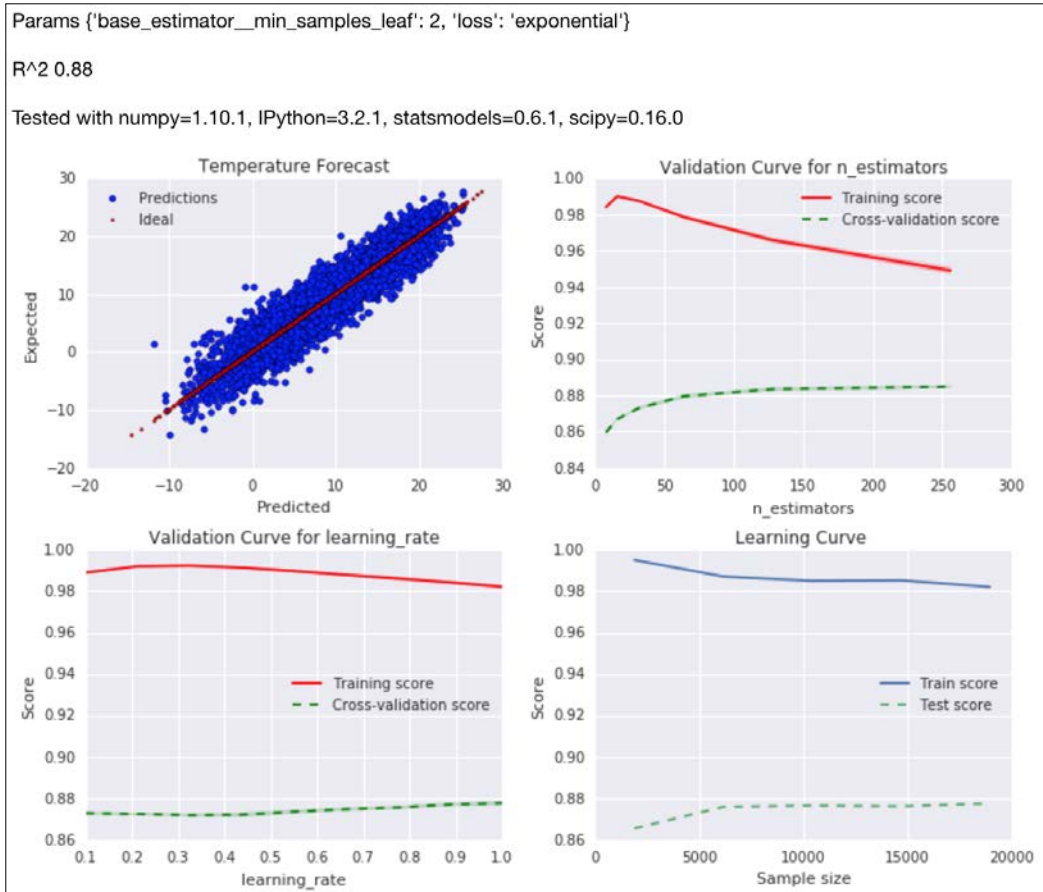 Params {'base_estimator__min_samples_leaf': 2, 'loss': 'exponential'}
R^2 0.88
Tested with numpy=1.10.1, IPython=3.2.1, statsmodels=0.6.1, scipy=0.16.0
Temperature Forecast
30
20
10
0
−10
−20
Expected
Predictions
Ideal
−20 −10 0 10 20 30
Predicted
Validation Curve for n_estimators
1.00
0.98
0.96
0.94
0.92
0.90
0.88
0.86
0.84
Score
Training score
Cross-validation score
0 50 100 150 200 250 300
n_estimators
Validation Curve for learning_rate
1.00
0.98
0.96
0.94
0.92
0.90
0.88
0.86
Score
Training score
Cross-validation score
0.1 0.2 0.3 0.4 0.5 0.6 0.7 0.8 0.9 1.0
learning_rate
Learning Curve
1.00
0.98
0.96
0.94
0.92
0.90
0.88
0.86
Score
Train score
Test score
0 5000 10000 15000 20000
Sample size